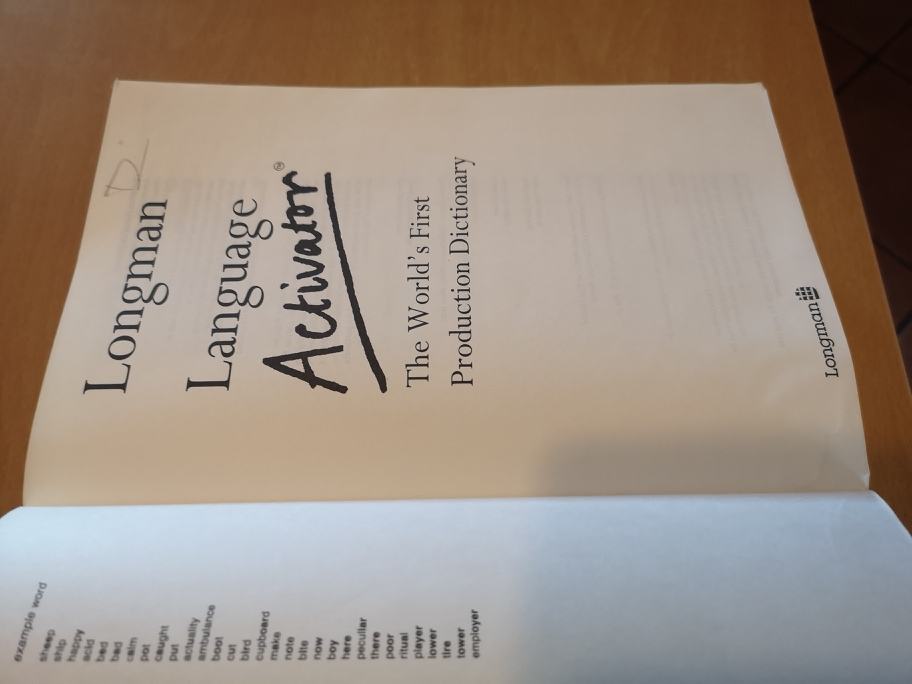 example word
sheep
ship
happy
acid
bed
bad
calm
pot
caught
put
actuality
ambulance
boot
cut
bird
cupboard
make
note
bite
now
boy
here
peculiar
there
poor
ritual
player
lower
tire
tower
employer
Longman
Language
Activator®
The World's First
Production Dictionary
Longman